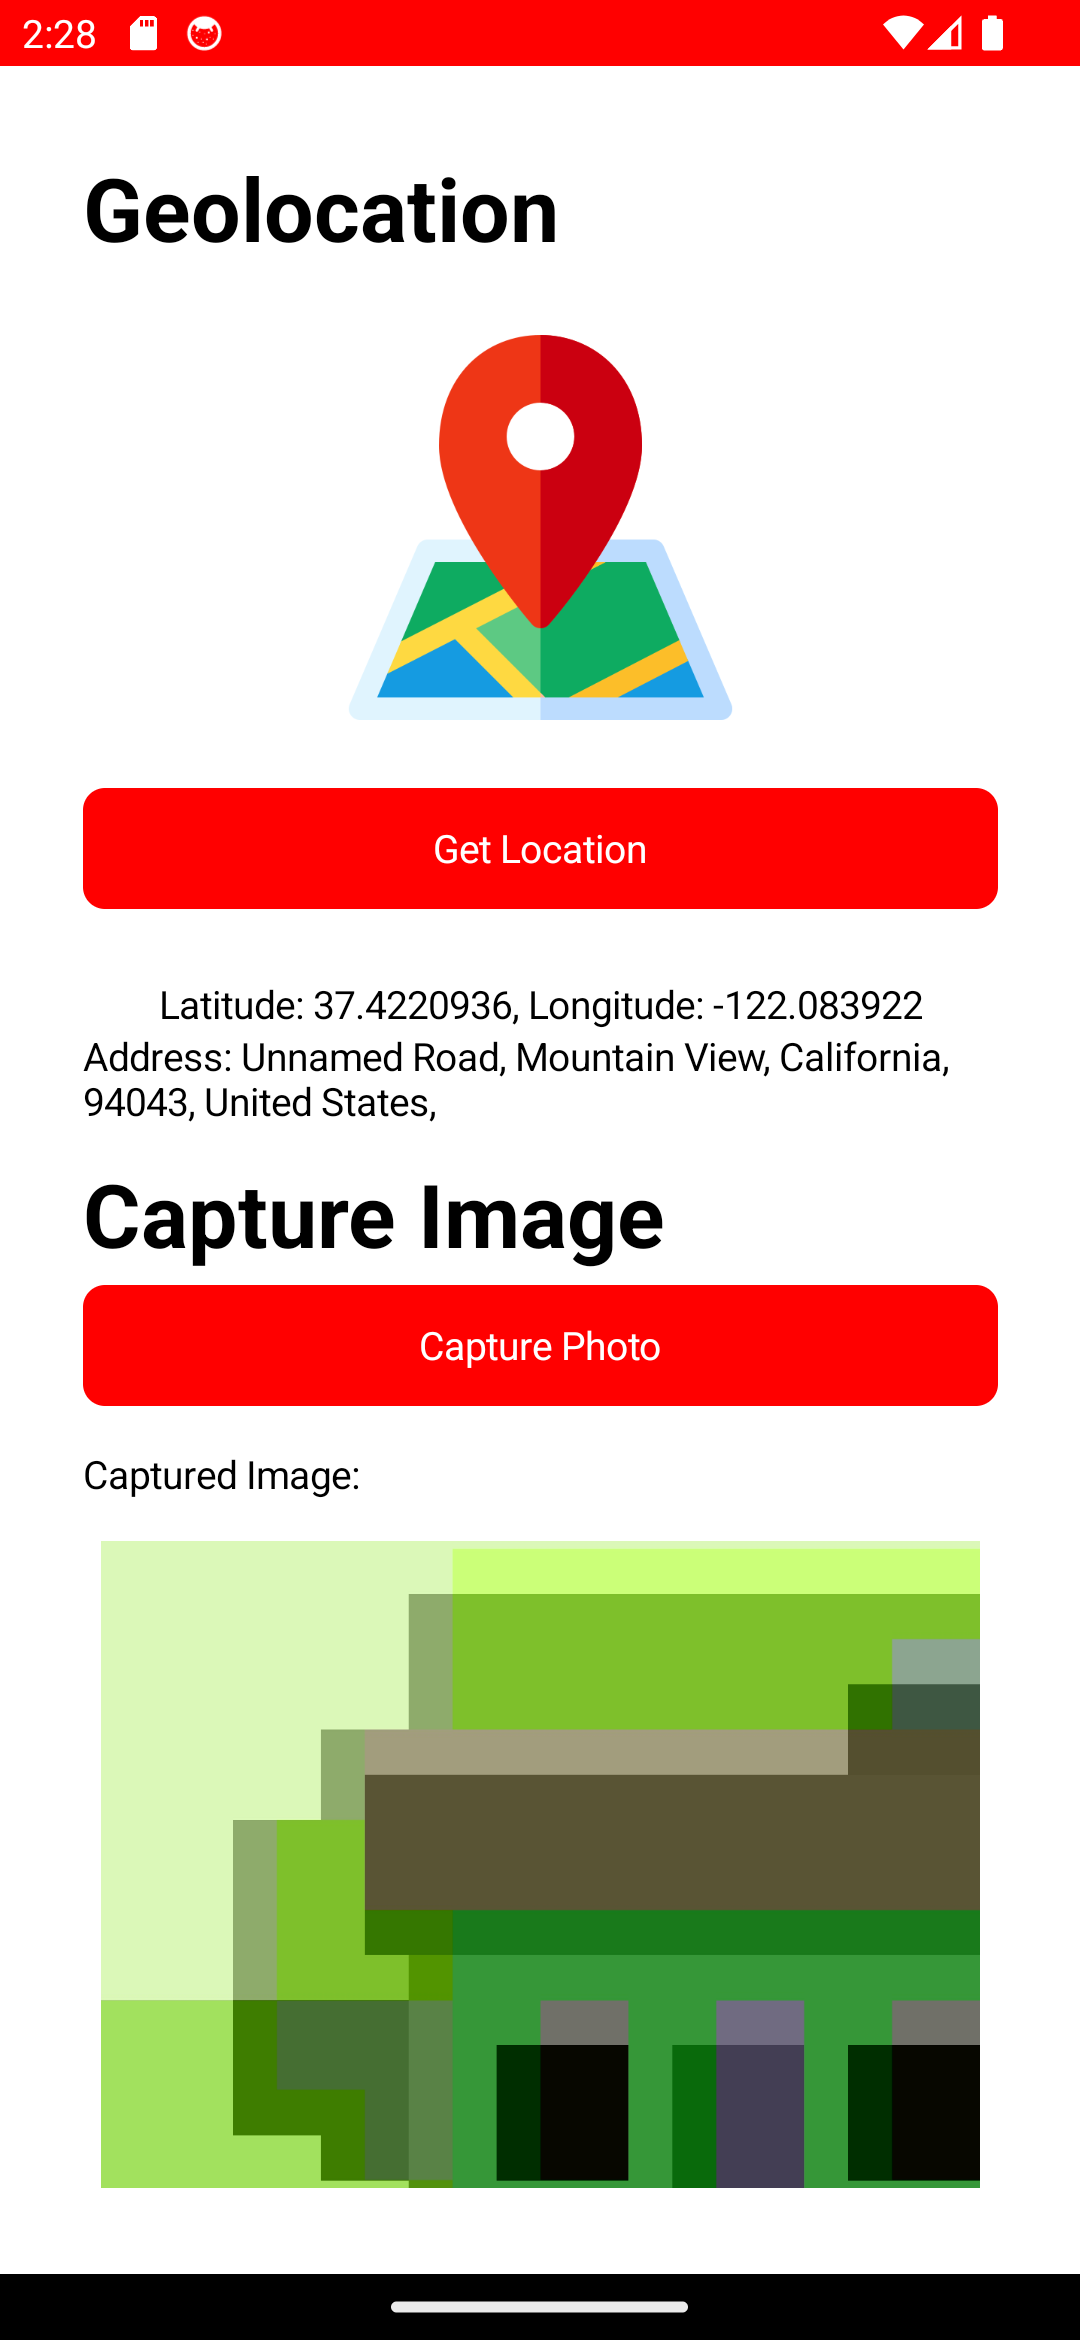 2:28
Geolocation
Get Location
Latitude: 37.4220936, Longitude: -122.083922
Address: Unnamed Road, Mountain View, California,
94043, United States,
Capture Image
Capture Photo
Captured Image: